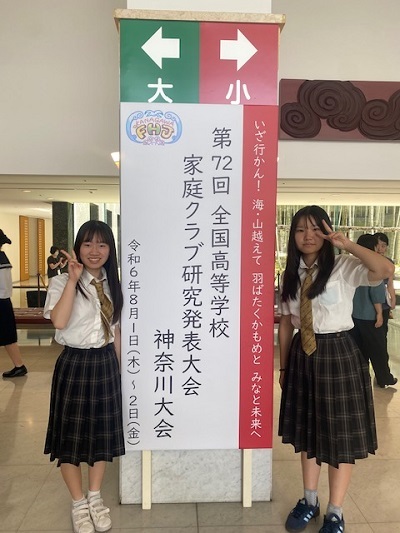 大
小
いざ行かん! 海・山越えて 羽ばたくかもめと みなと未来へ
第72回 全国高等学校
家庭クラブ研究発表大会
神奈川大会
令和6年8月1日(木)~2日(金)
FHJ